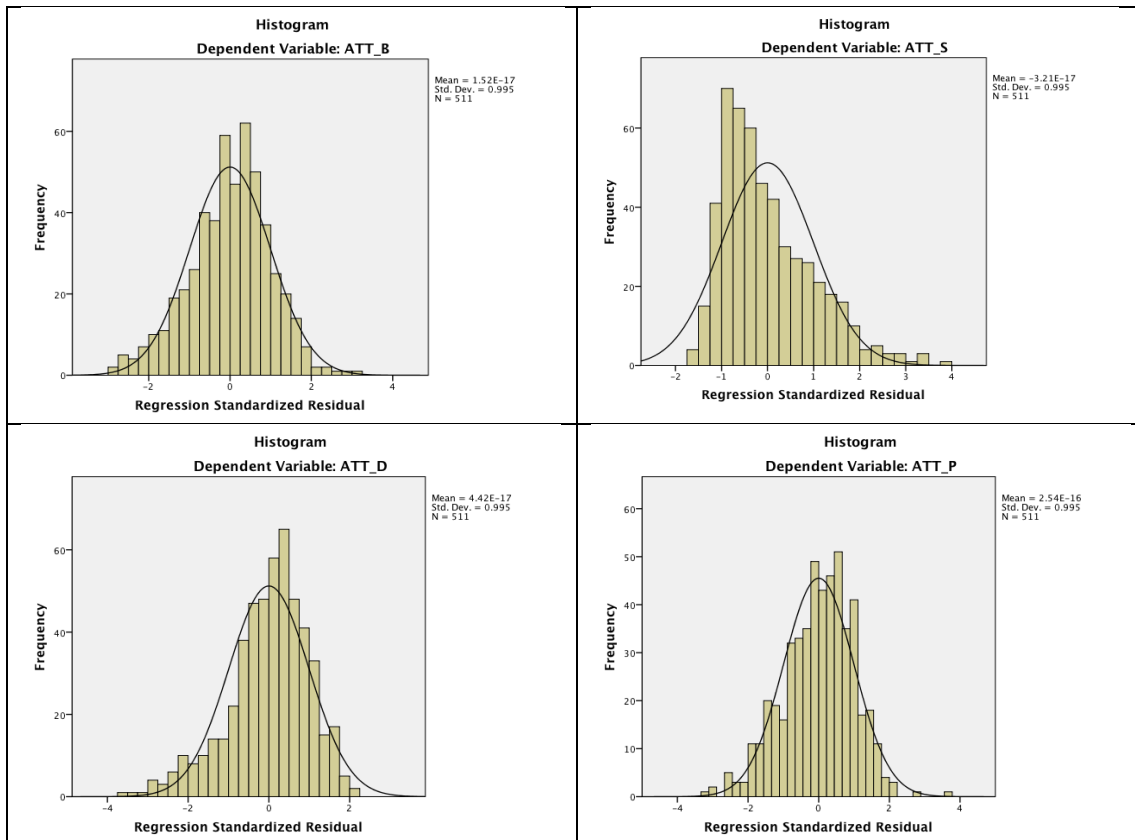 Histogram
Dependent Variable: ATT_B
Mean = 1.52E-17
Std. Dev. = 0.995
N = 511
Frequency
60
40
20
0
-2 0 2 4
Regression Standardized Residual
Histogram
Dependent Variable: ATT_S
Mean = -3.21E-17
Std. Dev. = 0.995
N = 511
Frequency
60
40
20
0
-2 -1 0 1 2 3 4
Regression Standardized Residual
Histogram
Dependent Variable: ATT_D
Mean = 4.42E-17
Std. Dev. = 0.995
N = 511
Frequency
60
40
20
0
-4 -2 0 2
Regression Standardized Residual
Histogram
Dependent Variable: ATT_P
Mean = 2.54E-16
Std. Dev. = 0.995
N = 511
Frequency
60
50
40
30
20
10
0
-4 -2 0 2 4
Regression Standardized Residual